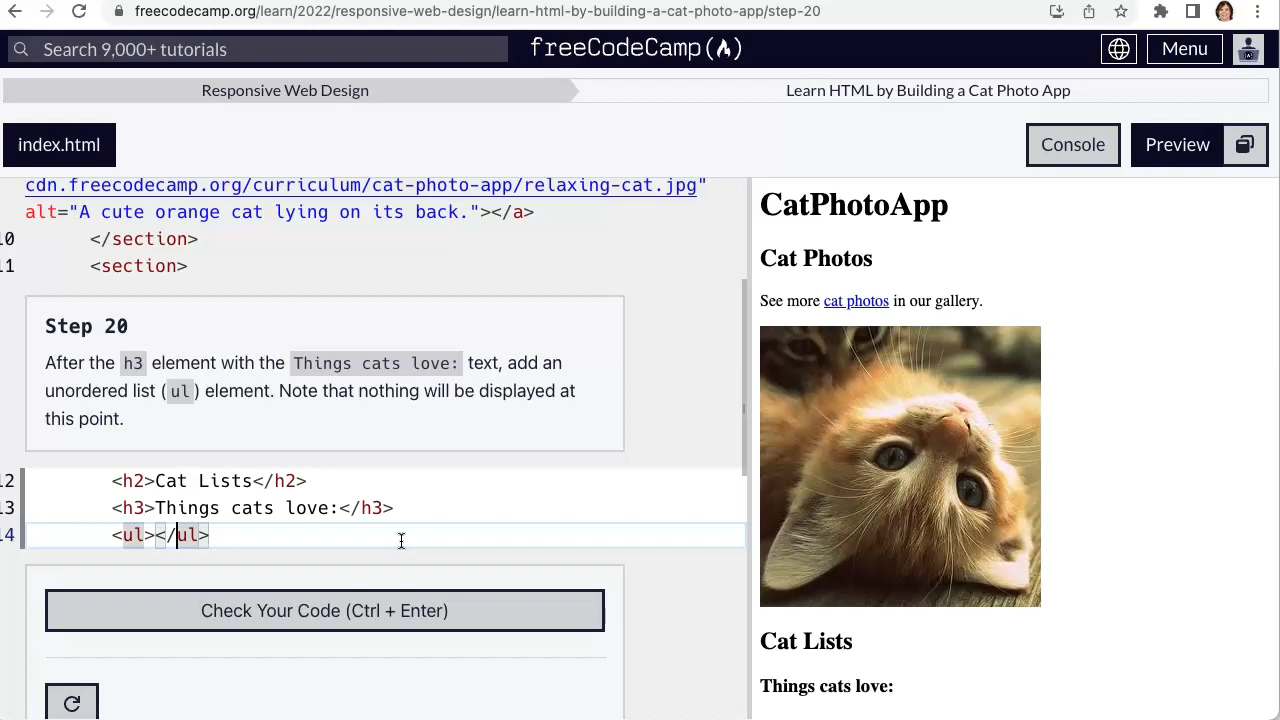 freecodecamp.org/learn/2022/responsive-web-design/learn-html-by-building-a-cat-photo-app/step-20
Search 9,000+ tutorials
freeCodeCamp
Menu
Responsive Web Design
Learn HTML by Building a Cat Photo App
index.html
Console
Preview
cdn.freecodecamp.org/curriculum/cat-photo-app/relaxing-cat.jpg"
alt="A cute orange cat lying on its back."></a>
10 </section>
11 <section>
Step 20
After the h3 element with the Things cats love: text, add an
unordered list (ul) element. Note that nothing will be displayed at
this point.
12 <h2>Cat Lists</h2>
13 <h3>Things cats love:</h3>
14 <ul></ul>
Check Your Code (Ctrl + Enter)
CatPhotoApp
Cat Photos
See more cat photos in our gallery.
Cat Lists
Things cats love: